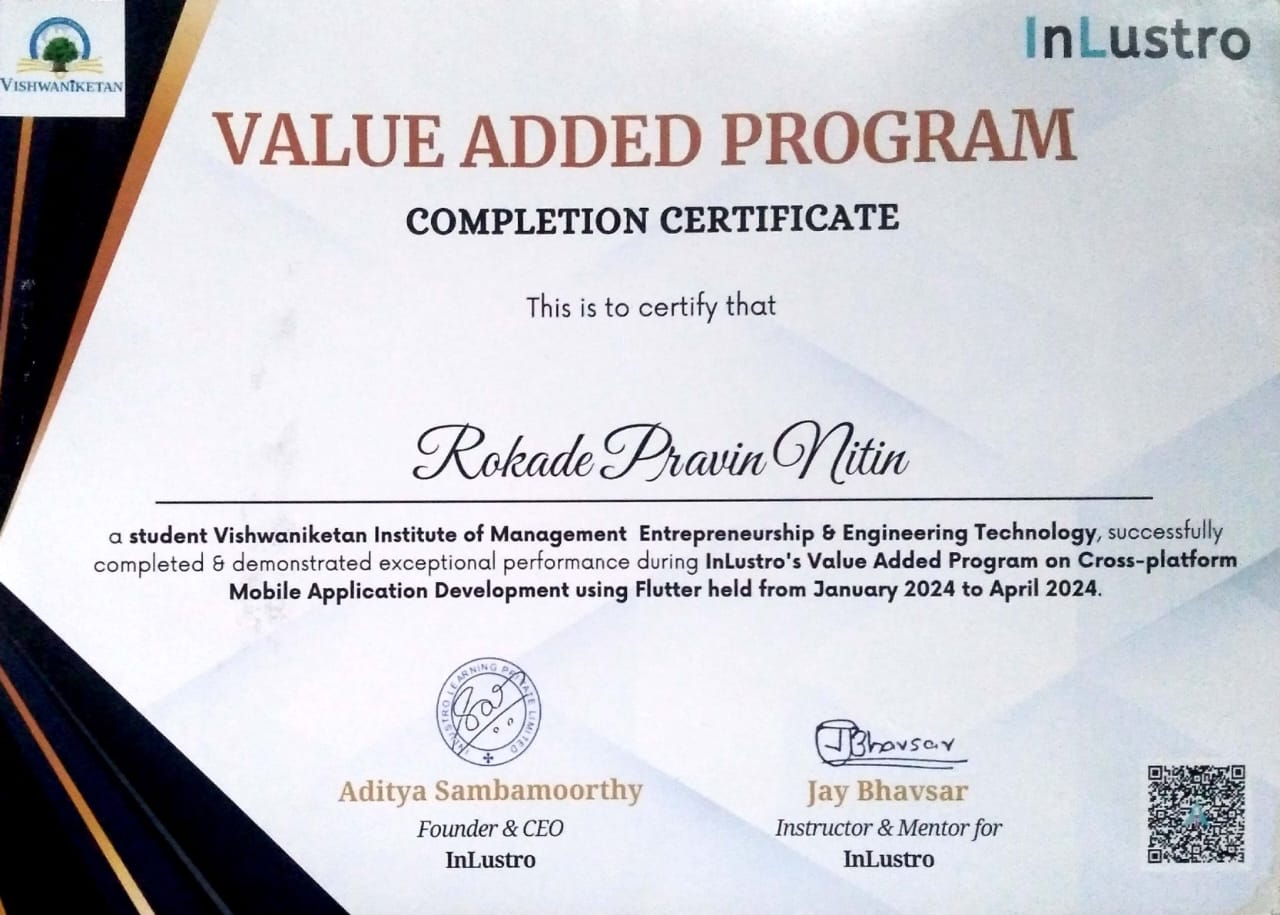 VISHWANIKETAN
InLustro
VALUE ADDED PROGRAM
COMPLETION CERTIFICATE
This is to certify that
Rokade Pravin Nitin
a student Vishwaniketan Institute of Management Entrepreneurship & Engineering Technology, successfully
completed & demonstrated exceptional performance during InLustro's Value Added Program on Cross-platform
Mobile Application Development using Flutter held from January 2024 to April 2024.
INLUSTRO LEARNING PRIVATE LIMITED
JBhavsar
Aditya Sambamoorthy
Jay Bhavsar
Founder & CEO
Instructor & Mentor for
InLustro
InLustro